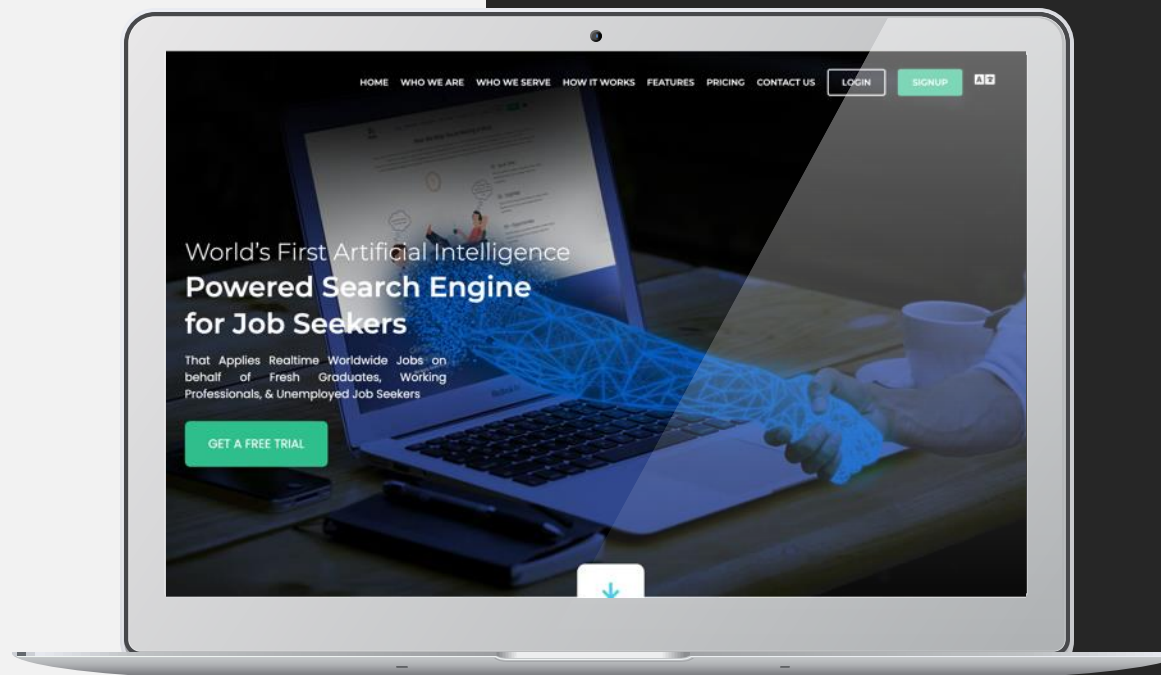 HOME WHO WE ARE WHO WE SERVE HOW IT WORKS FEATURES PRICING CONTACT US LOGIN SIGNUP
World's First Artificial Intelligence
Powered Search Engine
for Job Seekers
That Applies Realtime Worldwide Jobs on
behalf of Fresh Graduates, Working
Professionals, & Unemployed Job Seekers
GET A FREE TRIAL